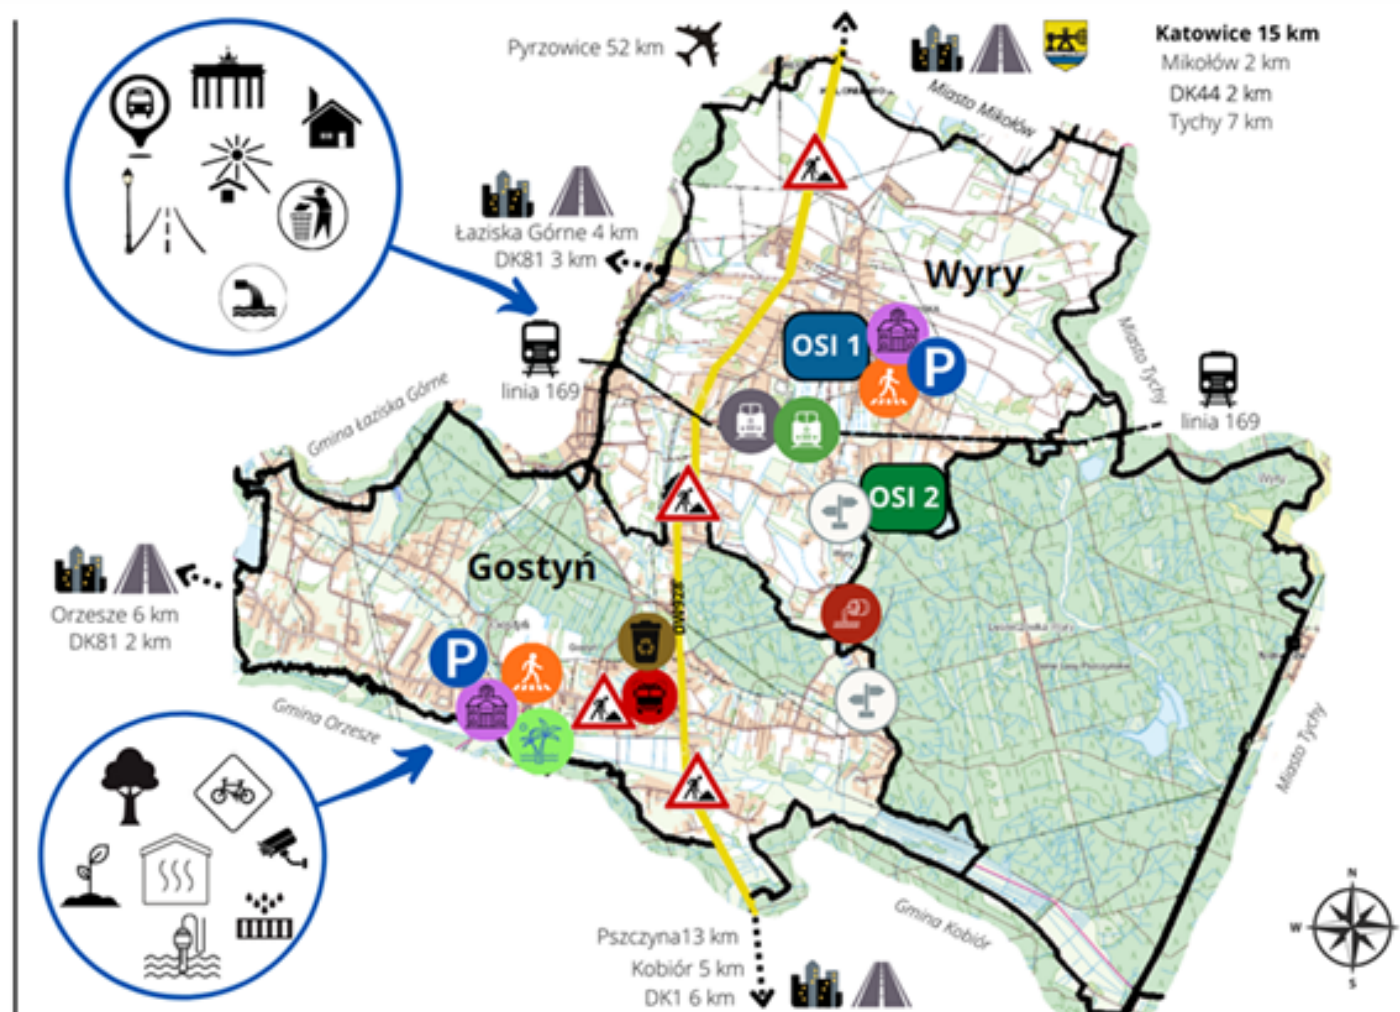 Pyrzowice 52 km
Katowice 15 km
Mikołów 2 km
DK44 2 km
Tychy 7 km
Miasto Mikołów
Łaziska Górne 4 km
DK81 3 km
Wyry
OSI 1
P
linia 169
Miasto Tychy
linia 169
Gmina Łaziska Górne
OSI 2
Wyry
Wyry
Gostyń
Orzesze 6 km
DK81 2 km
DW928
P
Gmina Orzesze
Miasto Tychy
Gmina Kobiór
Pszczyna13 km
Kobiór 5 km
DK1 6 km
N
W
S